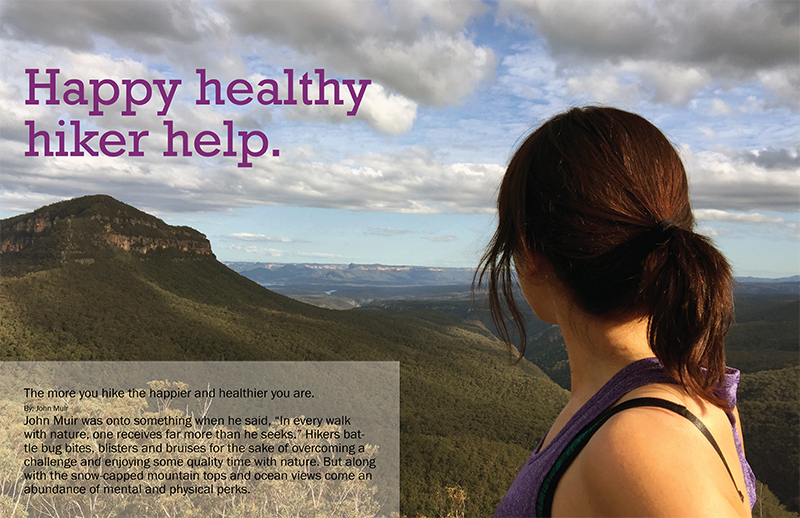 Happy healthy
hiker help.
The more you hike the happier and healthier you are.
By: John Muir
John Muir was onto something when he said, “In every walk
with nature, one receives far more than he seeks.” Hikers bat-
tle bug bites, blisters and bruises for the sake of overcoming a
challenge and enjoying some quality time with nature. But along
with the snow-capped mountain tops and ocean views come an
abundance of mental and physical perks.